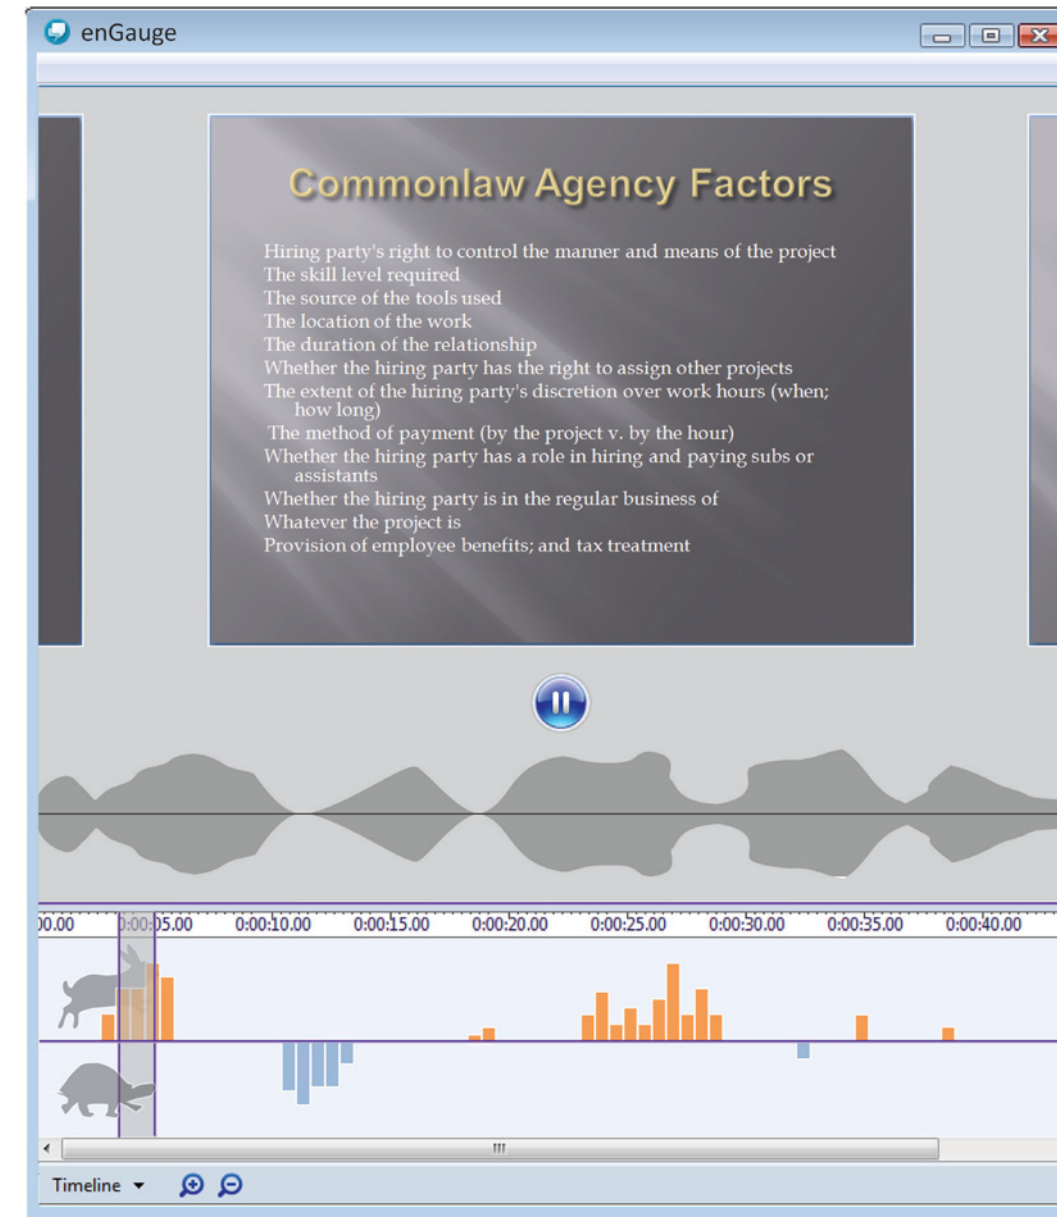 enGauge
Commonlaw Agency Factors
Hiring party's right to control the manner and means of the project
The skill level required
The source of the tools used
The location of the work
The duration of the relationship
Whether the hiring party has the right to assign other projects
The extent of the hiring party's discretion over work hours (when;
how long)
The method of payment (by the project v. by the hour)
Whether the hiring party has a role in hiring and paying subs or
assistants
Whether the hiring party is in the regular business of
Whatever the project is
Provision of employee benefits; and tax treatment
00.00 0:00:05.00 0:00:10.00 0:00:15.00 0:00:20.00 0:00:25.00 0:00:30.00 0:00:35.00 0:00:40.00
Timeline